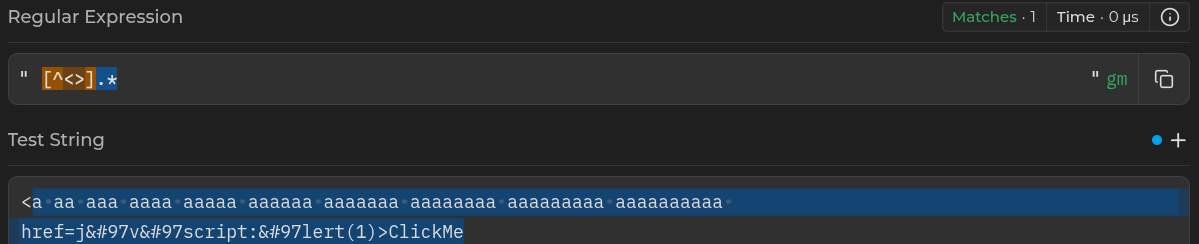 Regular Expression
Matches · 1 Time · 0 µs
" [^<>].* " gm
Test String
<a aa aaa aaaa aaaaa aaaaaa aaaaaaa aaaaaaaa aaaaaaaaa aaaaaaaaaa
href=j&#97v&#97script:&#97lert(1)>ClickMe